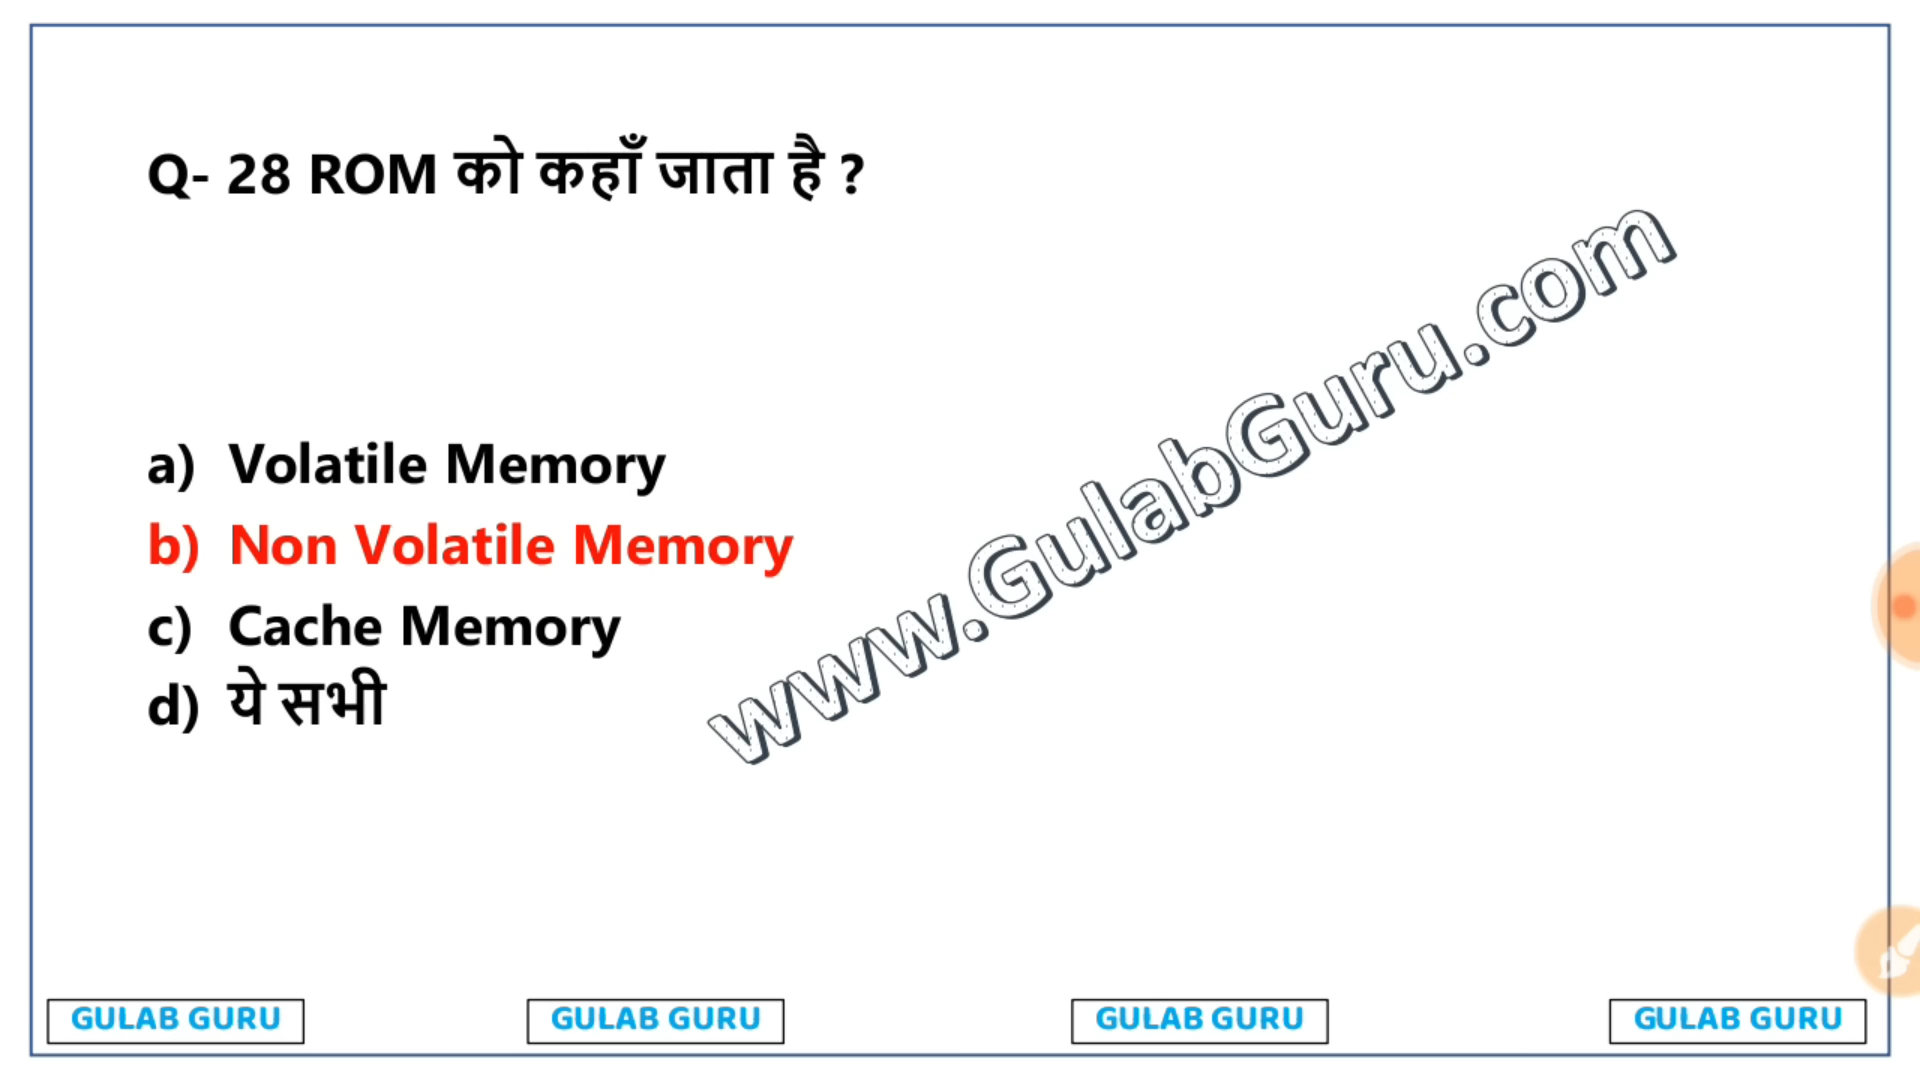 Q- 28 ROM को कहाँ जाता है ?
www.GulabGuru.com
a) Volatile Memory
b) Non Volatile Memory
c) Cache Memory
d) ये सभी
GULAB GURU
GULAB GURU
GULAB GURU
GULAB GURU